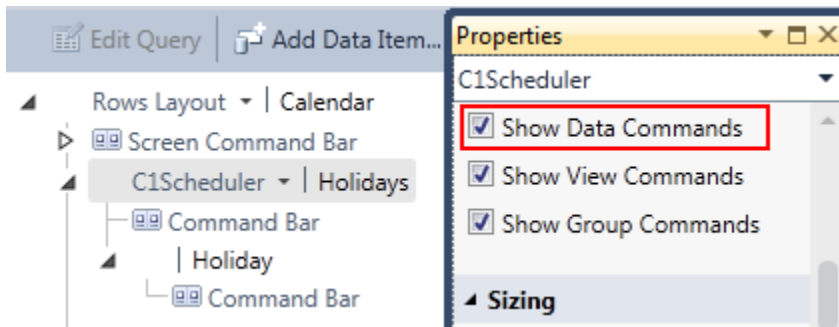 Edit Query Add Data Item...
Rows Layout | Calendar
Screen Command Bar
C1Scheduler | Holidays
Command Bar
| Holiday
Command Bar
Properties
C1Scheduler
Show Data Commands
Show View Commands
Show Group Commands
Sizing